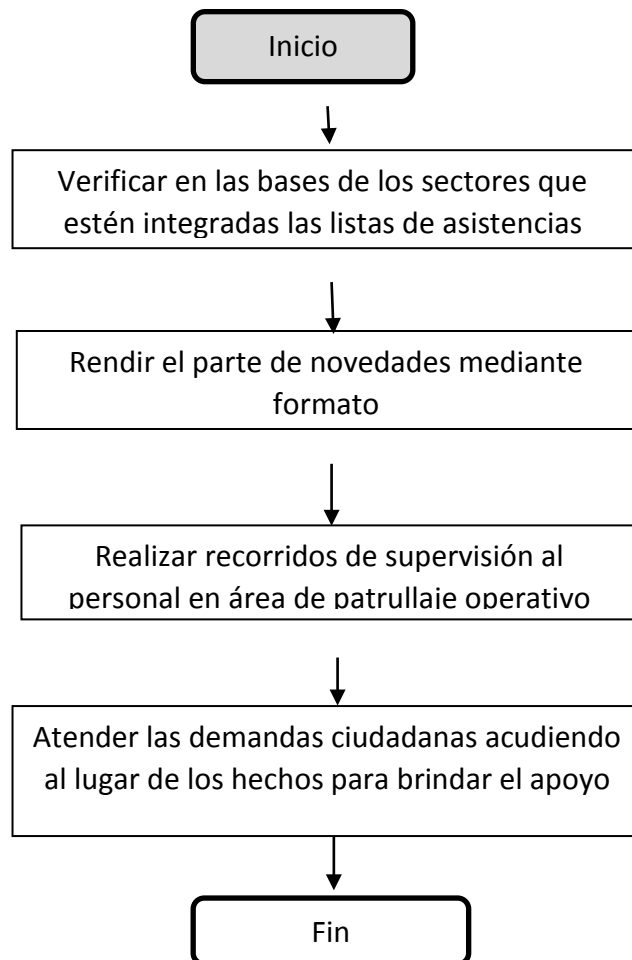 Inicio
Verificar en las bases de los sectores que
estén integradas las listas de asistencias
Rendir el parte de novedades mediante
formato
Realizar recorridos de supervisión al
personal en área de patrullaje operativo
Atender las demandas ciudadanas acudiendo
al lugar de los hechos para brindar el apoyo
Fin